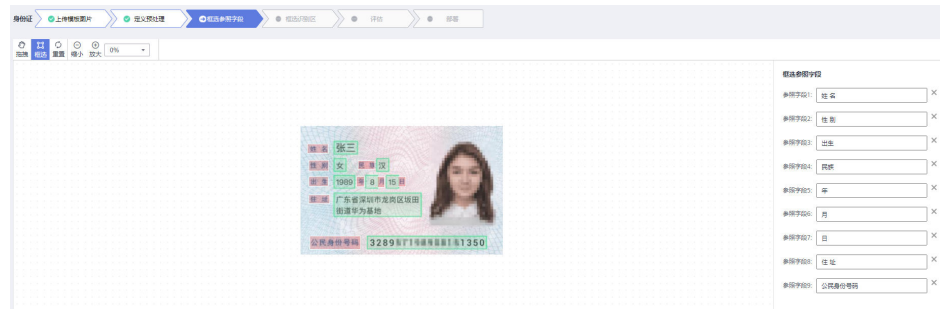 身份证 上传模板图片 定义预处理 框选参照字段 框选识别区 评估 部署
拖拽 框选 重置 缩小 放大 0%
框选参照字段
参照字段1: 姓 名
参照字段2: 性 别
参照字段3: 出生
参照字段4: 民族
参照字段5: 年
参照字段6: 月
参照字段7: 日
参照字段8: 住 址
参照字段9: 公民身份号码
姓 名 张三
性 别 女 民 族 汉
出 生 1989 年 8 月 15 日
住 址 广东省深圳市龙岗区坂田
街道华为基地
公民身份号码 3289 1350